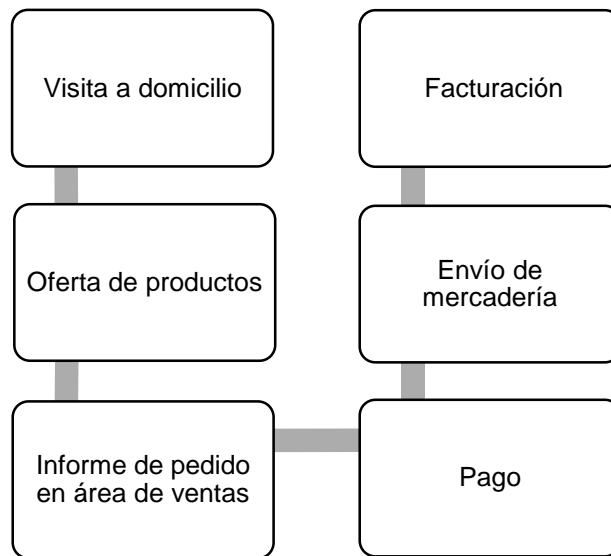 Visita a domicilio
Oferta de productos
Informe de pedido
en área de ventas
Pago
Envío de
mercadería
Facturación